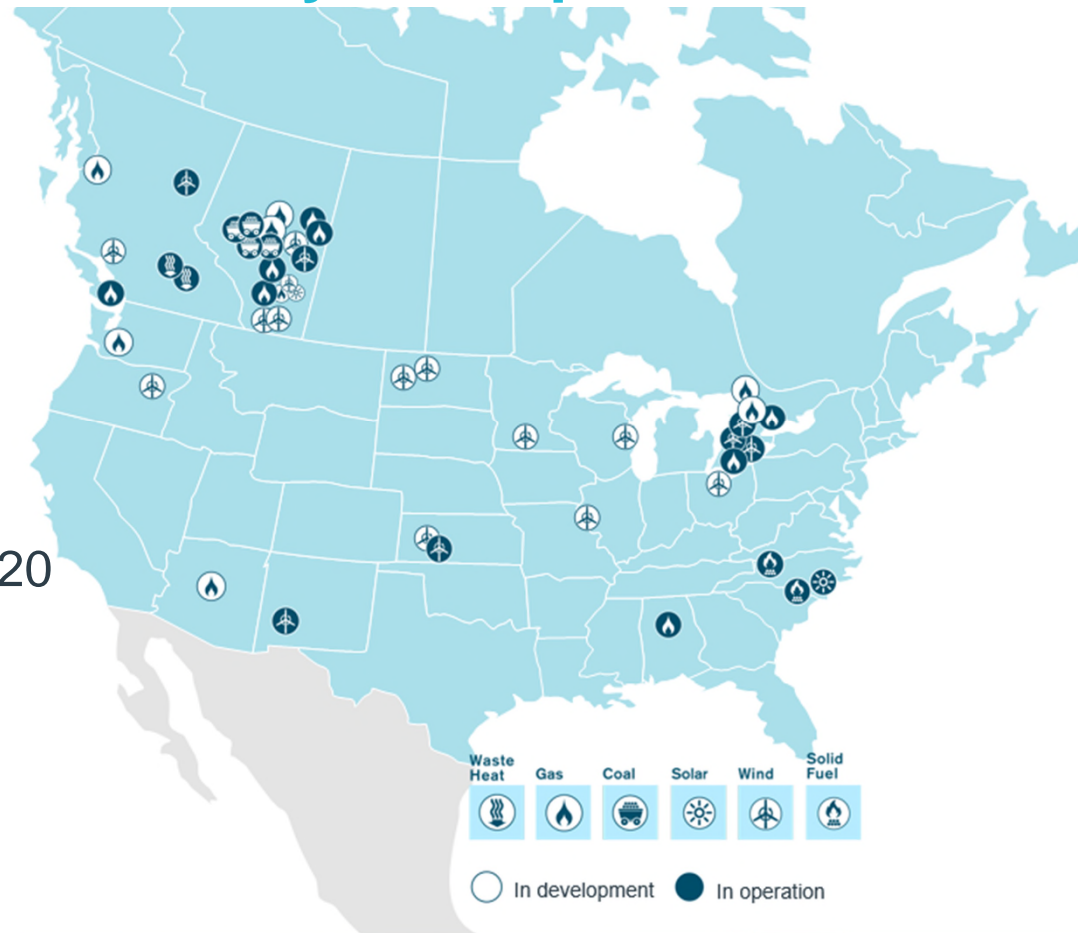 20
Waste
Heat
Gas
Coal
Solar
Wind
Solid
Fuel
In development
In operation